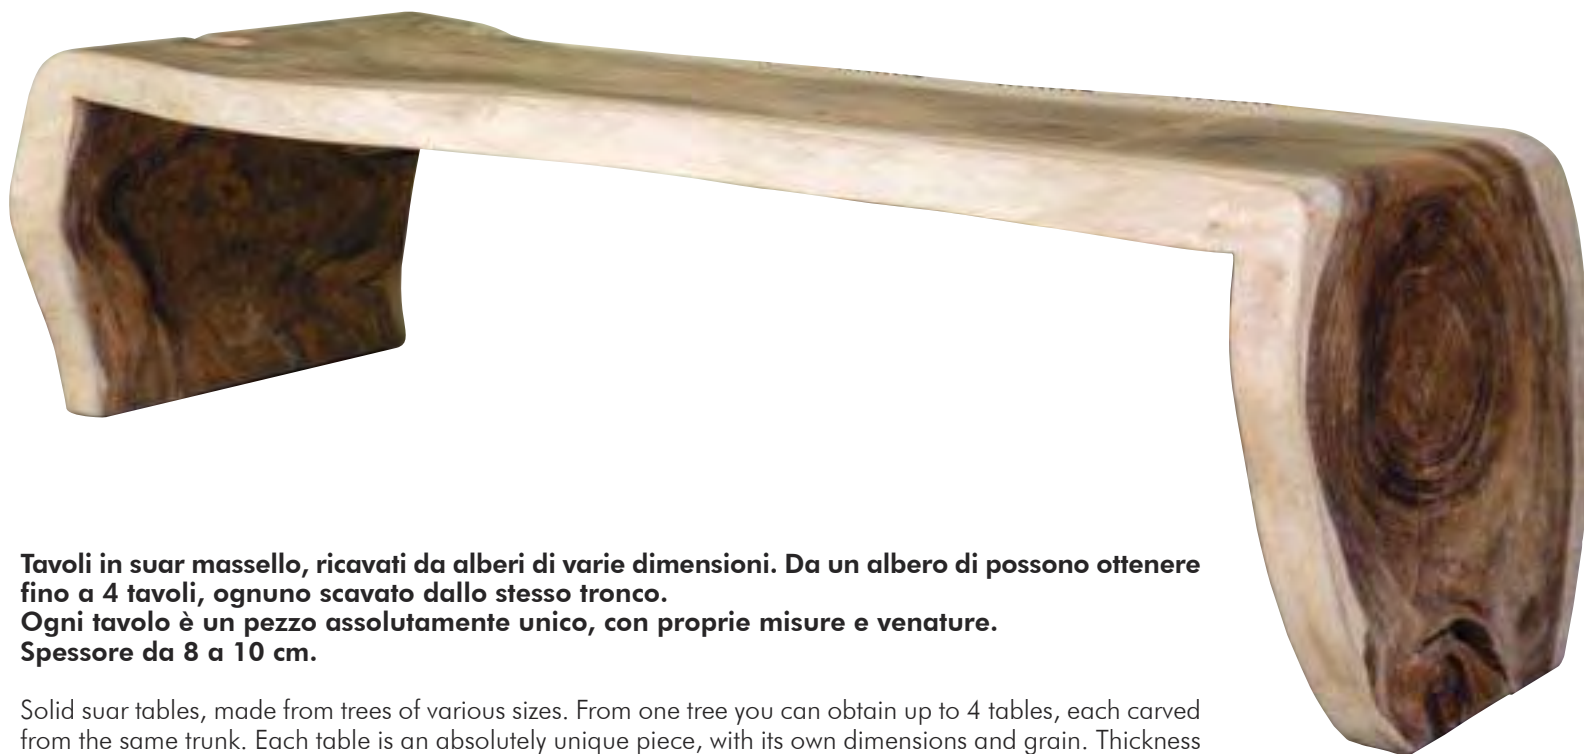 Tavoli in suar massello, ricavati da alberi di varie dimensioni. Da un albero di possono ottenere
fino a 4 tavoli, ognuno scavato dallo stesso tronco.
Ogni tavolo è un pezzo assolutamente unico, con proprie misure e venature.
Spessore da 8 a 10 cm.
Solid suar tables, made from trees of various sizes. From one tree you can obtain up to 4 tables, each carved
from the same trunk. Each table is an absolutely unique piece, with its own dimensions and grain. Thickness